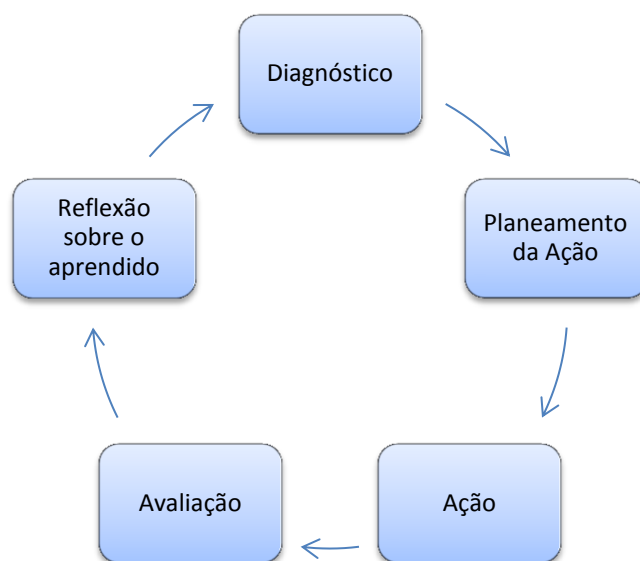 Diagnóstico
Planeamento
da Ação
Ação
Avaliação
Reflexão
sobre o
aprendido